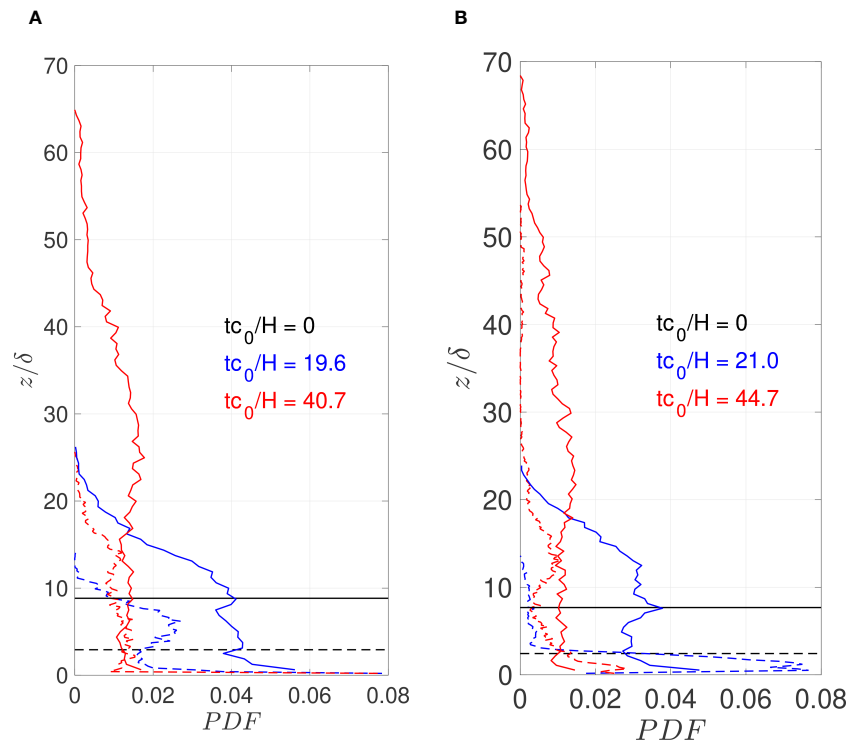 A
70
60
50
40
30
20
10
0
z/δ
tc0/H = 0
tc0/H = 19.6
tc0/H = 40.7
0 0.02 0.04 0.06 0.08
PDF
B
70
60
50
40
30
20
10
0
z/δ
tc0/H = 0
tc0/H = 21.0
tc0/H = 44.7
0 0.02 0.04 0.06 0.08
PDF